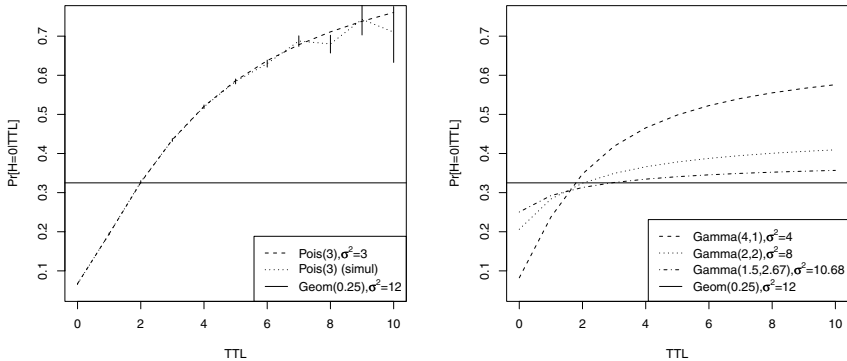 Pr[H=0|TTL]
0.7
0.6
0.5
0.4
0.3
0.2
0.1
Pois(3),σ²=3
Pois(3) (simul)
Geom(0.25),σ²=12
0 2 4 6 8 10
TTL
Pr[H=0|TTL]
0.7
0.6
0.5
0.4
0.3
0.2
0.1
Gamma(4,1),σ²=4
Gamma(2,2),σ²=8
Gamma(1.5,2.67),σ²=10.68
Geom(0.25),σ²=12
0 2 4 6 8 10
TTL